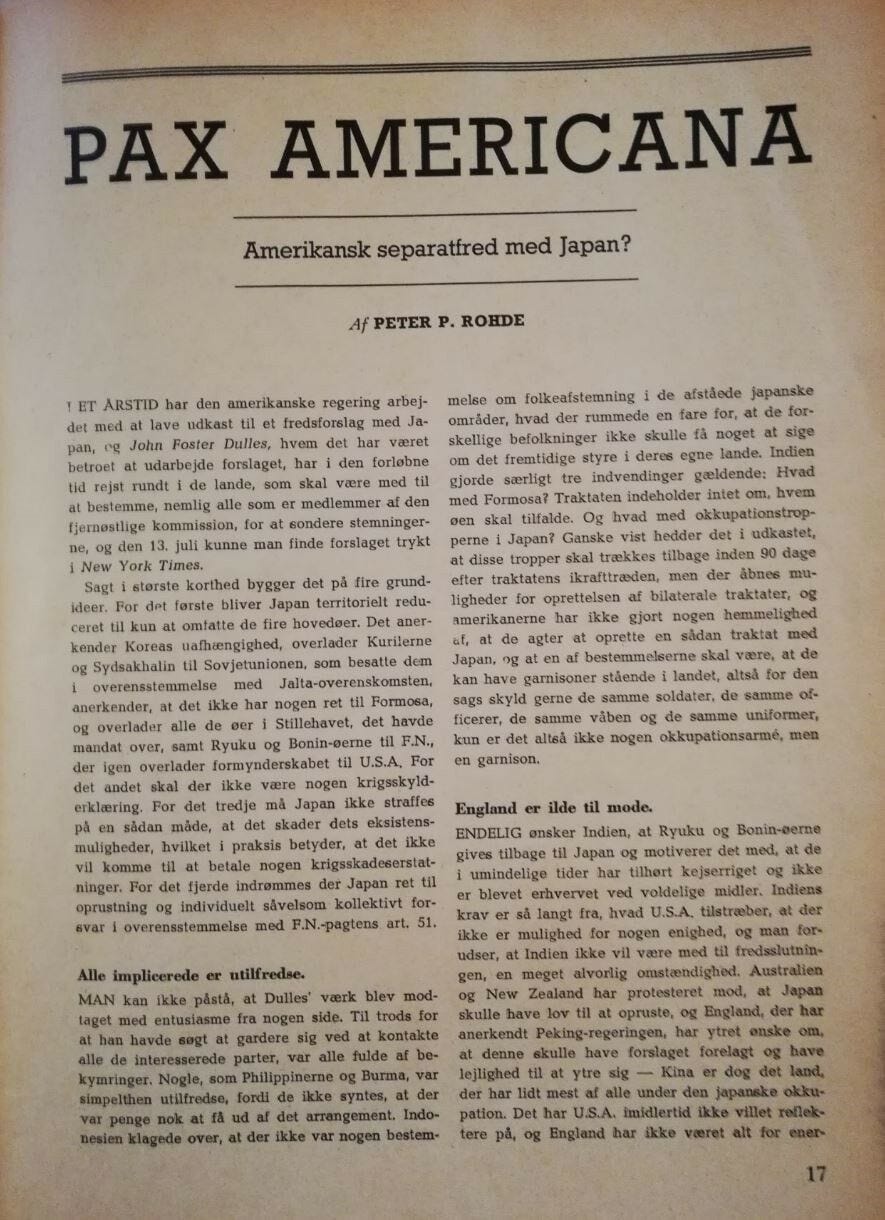 PAX AMERICANA
Amerikansk separatfred med Japan?
Af PETER P. ROHDE
I ET ÅRSTID har den amerikanske regering arbej-
det med at lave udkast til et fredsforslag med Ja-
pan, og John Foster Dulles, hvem det har været
betroet at udarbejde forslaget, har i den forløbne
tid rejst rundt i de lande, som skal være med til
at bestemme, nemlig alle som er medlemmer af den
fjernøstlige kommission, for at sondere stemninger-
ne, og den 13. juli kunne man finde forslaget trykt
i New York Times.
Sagt i største korthed bygger det på fire grund-
ideer. For det første bliver Japan territorielt redu-
ceret til kun at omfatte de fire hovedøer. Det aner-
kender Koreas uafhængighed, overlader Kurilerne
og Sydsakhalin til Sovjetunionen, som besatte dem
i overensstemmelse med Jalta-overenskomsten,
anerkender, at det ikke har nogen ret til Formosa,
og overlader alle de øer i Stillehavet, det havde
mandat over, samt Ryuku og Bonin-øerne til F.N.,
der igen overlader formynderskabet til U.S.A. For
det andet skal der ikke være nogen krigsskyld-
erklæring. For det tredje må Japan ikke straffes
på en sådan måde, at det skader dets eksistens-
muligheder, hvilket i praksis betyder, at det ikke
vil komme til at betale nogen krigsskadeserstat-
ninger. For det fjerde indrømmes der Japan ret til
oprustning og individuelt såvelsom kollektivt for-
svar i overensstemmelse med F.N.-pagtens art. 51.
Alle implicerede er utilfredse.
MAN kan ikke påstå, at Dulles' værk blev mod-
taget med entusiasme fra nogen side. Til trods for
at han havde søgt at gardere sig ved at kontakte
alle de interesserede parter, var alle fulde af be-
kymringer. Nogle, som Philippinerne og Burma, var
simpelthen utilfredse, fordi de ikke syntes, at der
var penge nok at få ud af det arrangement. Indo-
nesien klagede over, at der ikke var nogen bestem-
melse om folkeafstemning i de afståede japanske
områder, hvad der rummede en fare for, at de for-
skellige befolkninger ikke skulle få noget at sige
om det fremtidige styre i deres egne lande. Indien
gjorde særligt tre indvendinger gældende: Hvad
med Formosa? Traktaten indeholder intet om, hvem
øen skal tilfalde. Og hvad med okkupationstrop-
perne i Japan? Ganske vist hedder det i udkastet,
at disse tropper skal trækkes tilbage inden 90 dage
efter traktatens ikrafttræden, men der åbnes mu-
ligheder for oprettelsen af bilaterale traktater, og
amerikanerne har ikke gjort nogen hemmelighed
af, at de agter at oprette en sådan traktat med
Japan, og at en af bestemmelserne skal være, at de
kan have garnisoner stående i landet, altså for den
sags skyld gerne de samme soldater, de samme of-
ficerer, de samme våben og de samme uniformer,
kun er det altså ikke nogen okkupationsarmé, men
en garnison.
England er ilde til mode.
ENDELIG ønsker Indien, at Ryuku og Bonin-øerne
gives tilbage til Japan og motiverer det med, at de
i umindelige tider har tilhørt kejserriget og ikke
er blevet erhvervet ved voldelige midler. Indiens
krav er så langt fra, hvad U.S.A. tilstræber, at der
ikke er mulighed for nogen enighed, og man for-
udser, at Indien ikke vil være med til fredsslutnin-
gen, en meget alvorlig omstændighed. Australien
og New Zealand har protesteret mod, at Japan
skulle have lov til at opruste, og England, der har
anerkendt Peking-regeringen, har ytret ønske om,
at denne skulle have forslaget forelagt og have
lejlighed til at ytre sig — Kina er dog det land,
der har lidt mest af alle under den japanske okku-
pation. Det har U.S.A. imidlertid ikke villet reflek-
tere på, og England har ikke været alt for ener-
17